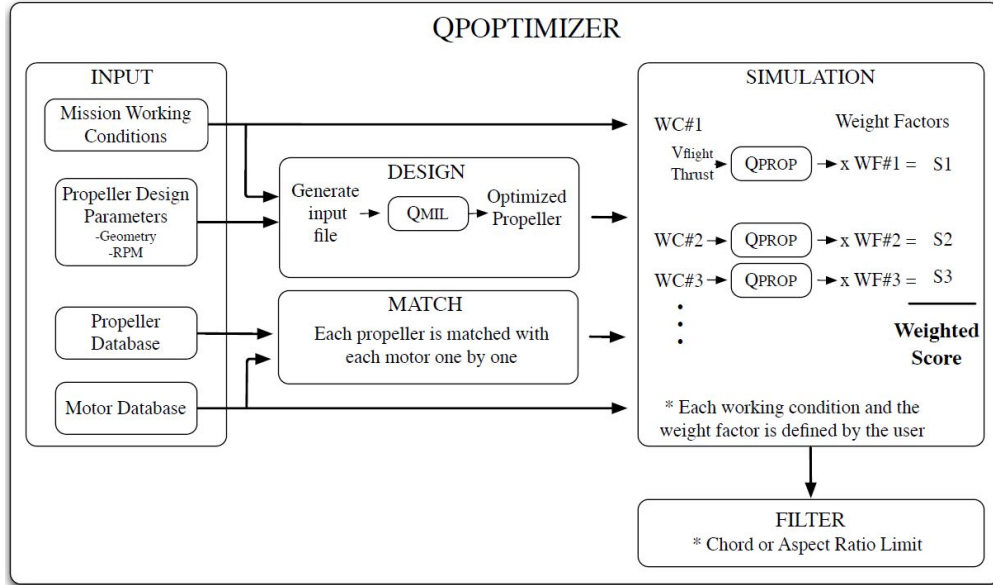 QPOPTIMIZER
INPUT
Mission Working
Conditions
Propeller Design
Parameters
-Geometry
-RPM
Propeller
Database
Motor Database
DESIGN
Generate
input
file
QMIL
Optimized
Propeller
MATCH
Each propeller is matched with
each motor one by one
SIMULATION
WC#1
Weight Factors
Vflight
Thrust
QPROP
x WF#1 =
S1
WC#2
QPROP
x WF#2 =
S2
WC#3
QPROP
x WF#3 =
S3
Weighted
Score
* Each working condition and the
weight factor is defined by the user
FILTER
* Chord or Aspect Ratio Limit